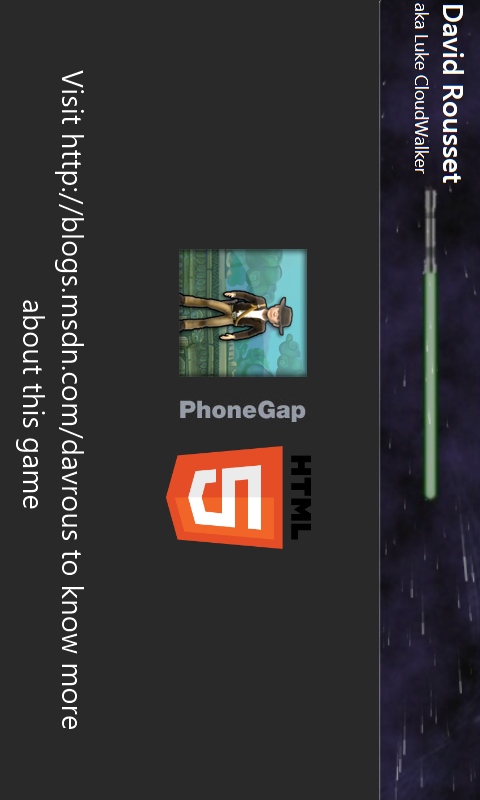 David Rousset
aka Luke CloudWalker
PhoneGap
HTML
5
Visit http://blogs.msdn.com/davrous to know more
about this game